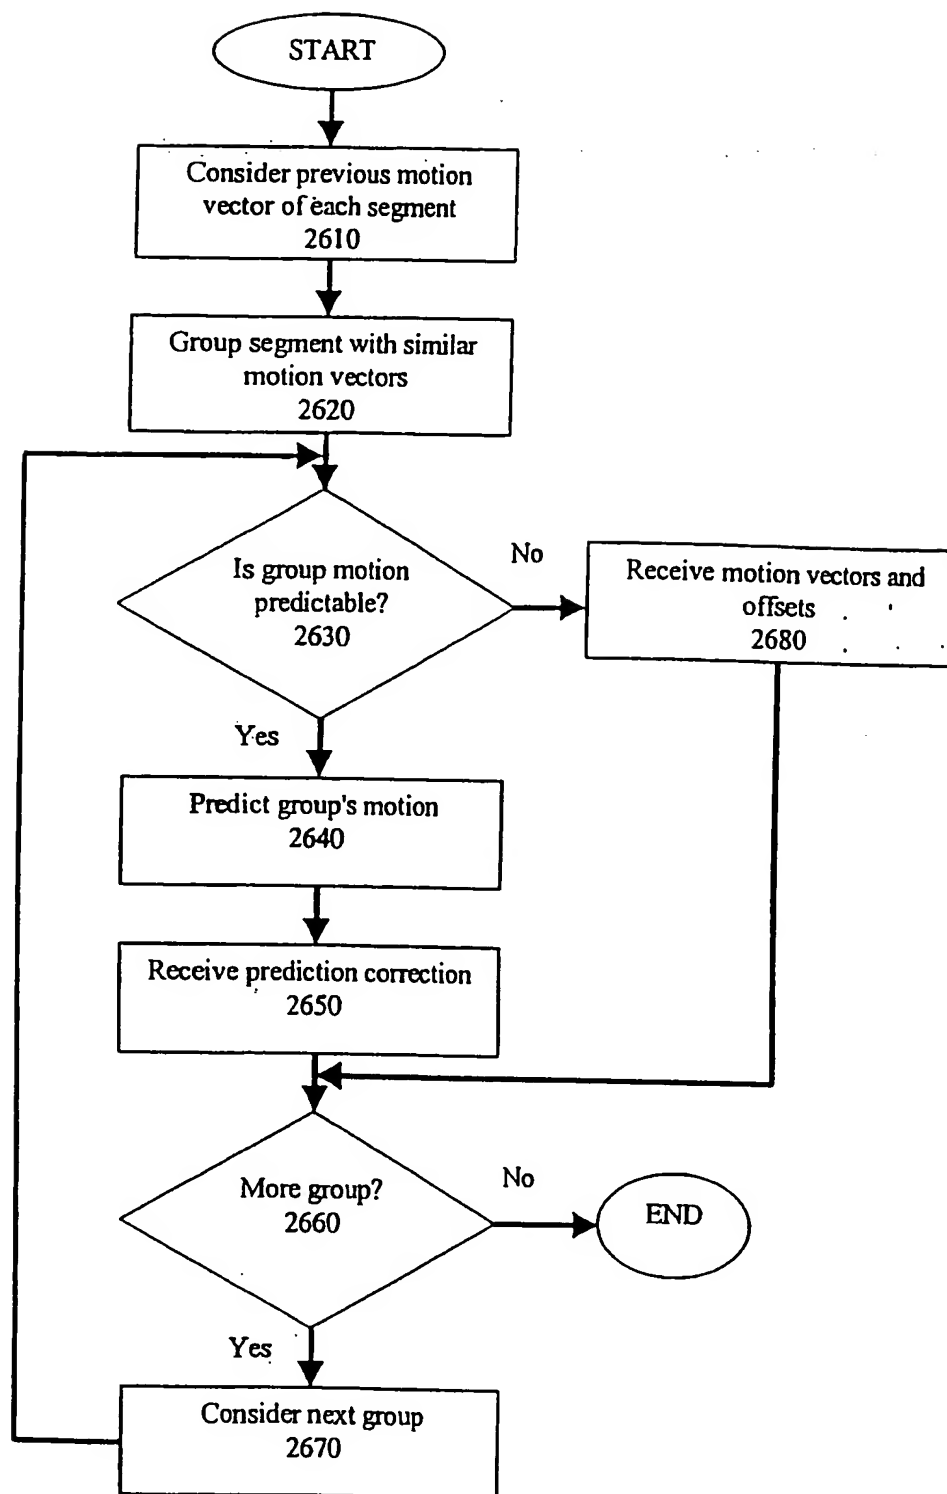 START
Consider previous motion
vector of each segment
2610
Group segment with similar
motion vectors
2620
Is group motion
predictable?
2630
No
Receive motion vectors and
offsets
2680
Yes
Predict group's motion
2640
Receive prediction correction
2650
More group?
2660
No
END
Yes
Consider next group
2670